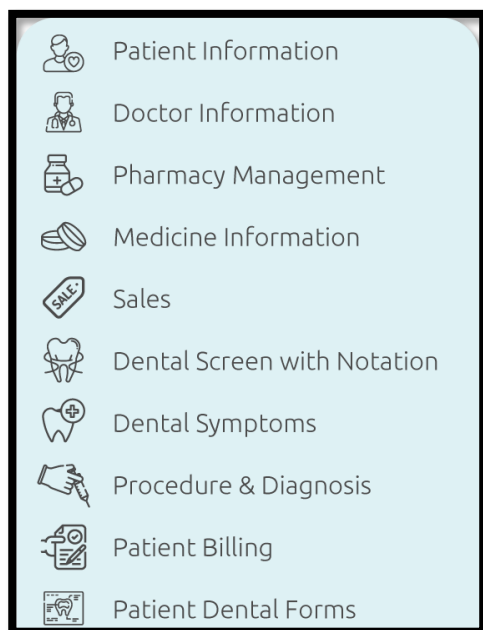 Patient Information
Doctor Information
Pharmacy Management
Medicine Information
SALE
Sales
Dental Screen with Notation
Dental Symptoms
Procedure & Diagnosis
Patient Billing
Patient Dental Forms